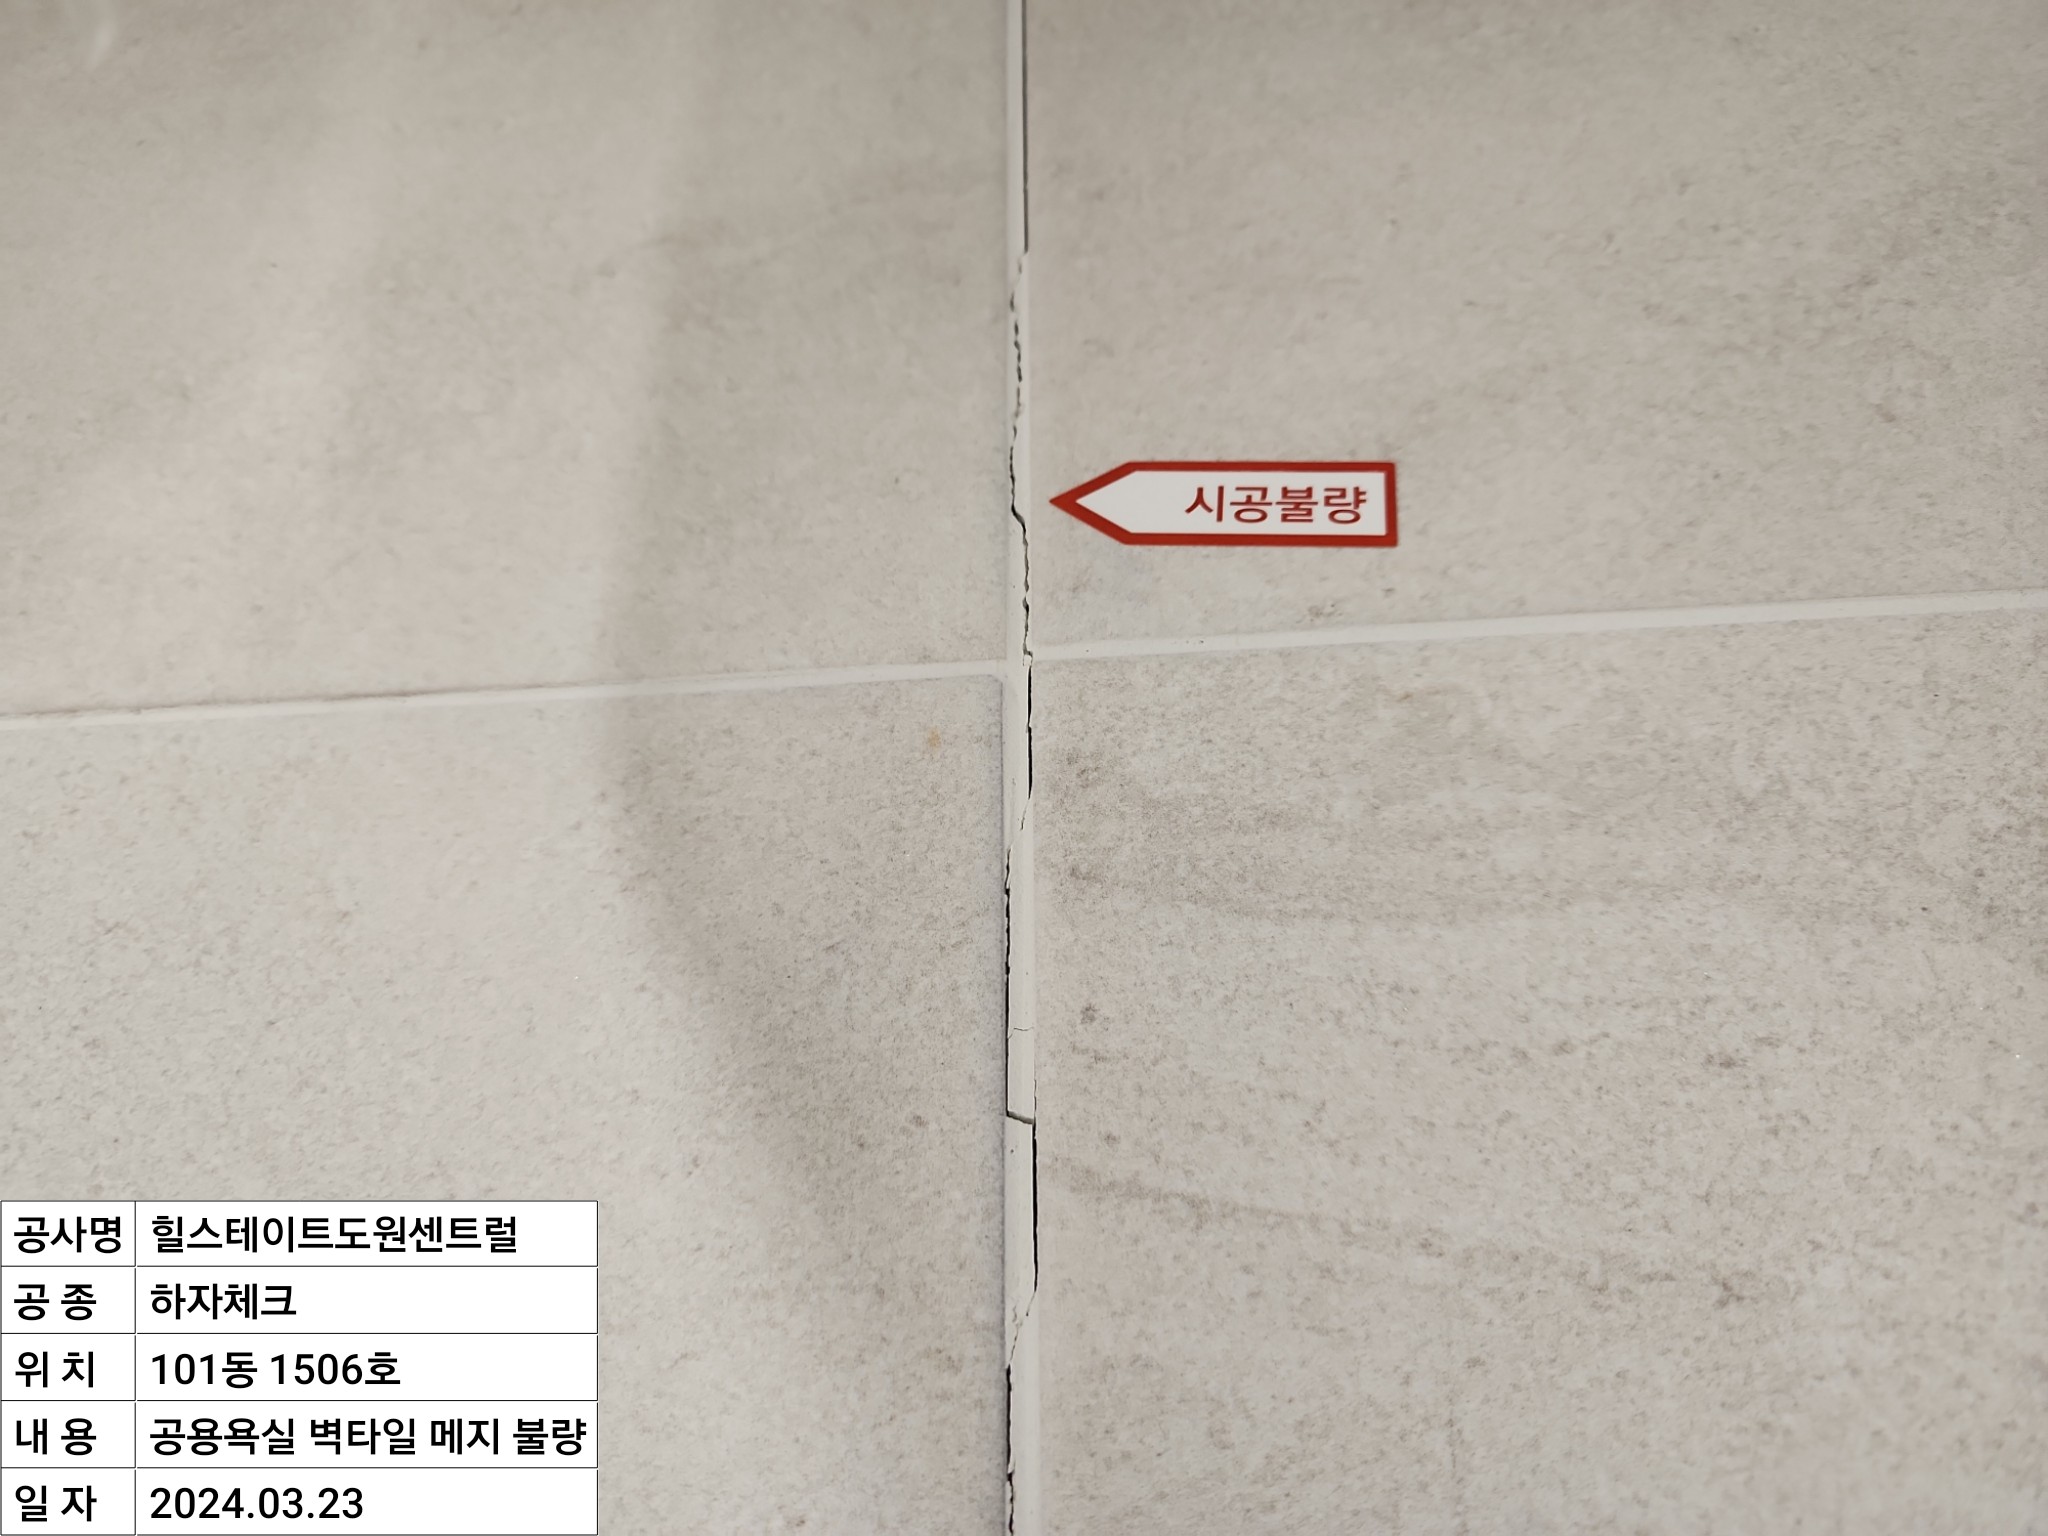 시공불량
공사명 힐스테이트도원센트럴
공 종 하자체크
위 치 101동 1506호
내 용 공용욕실 벽타일 메지 불량
일 자 2024.03.23